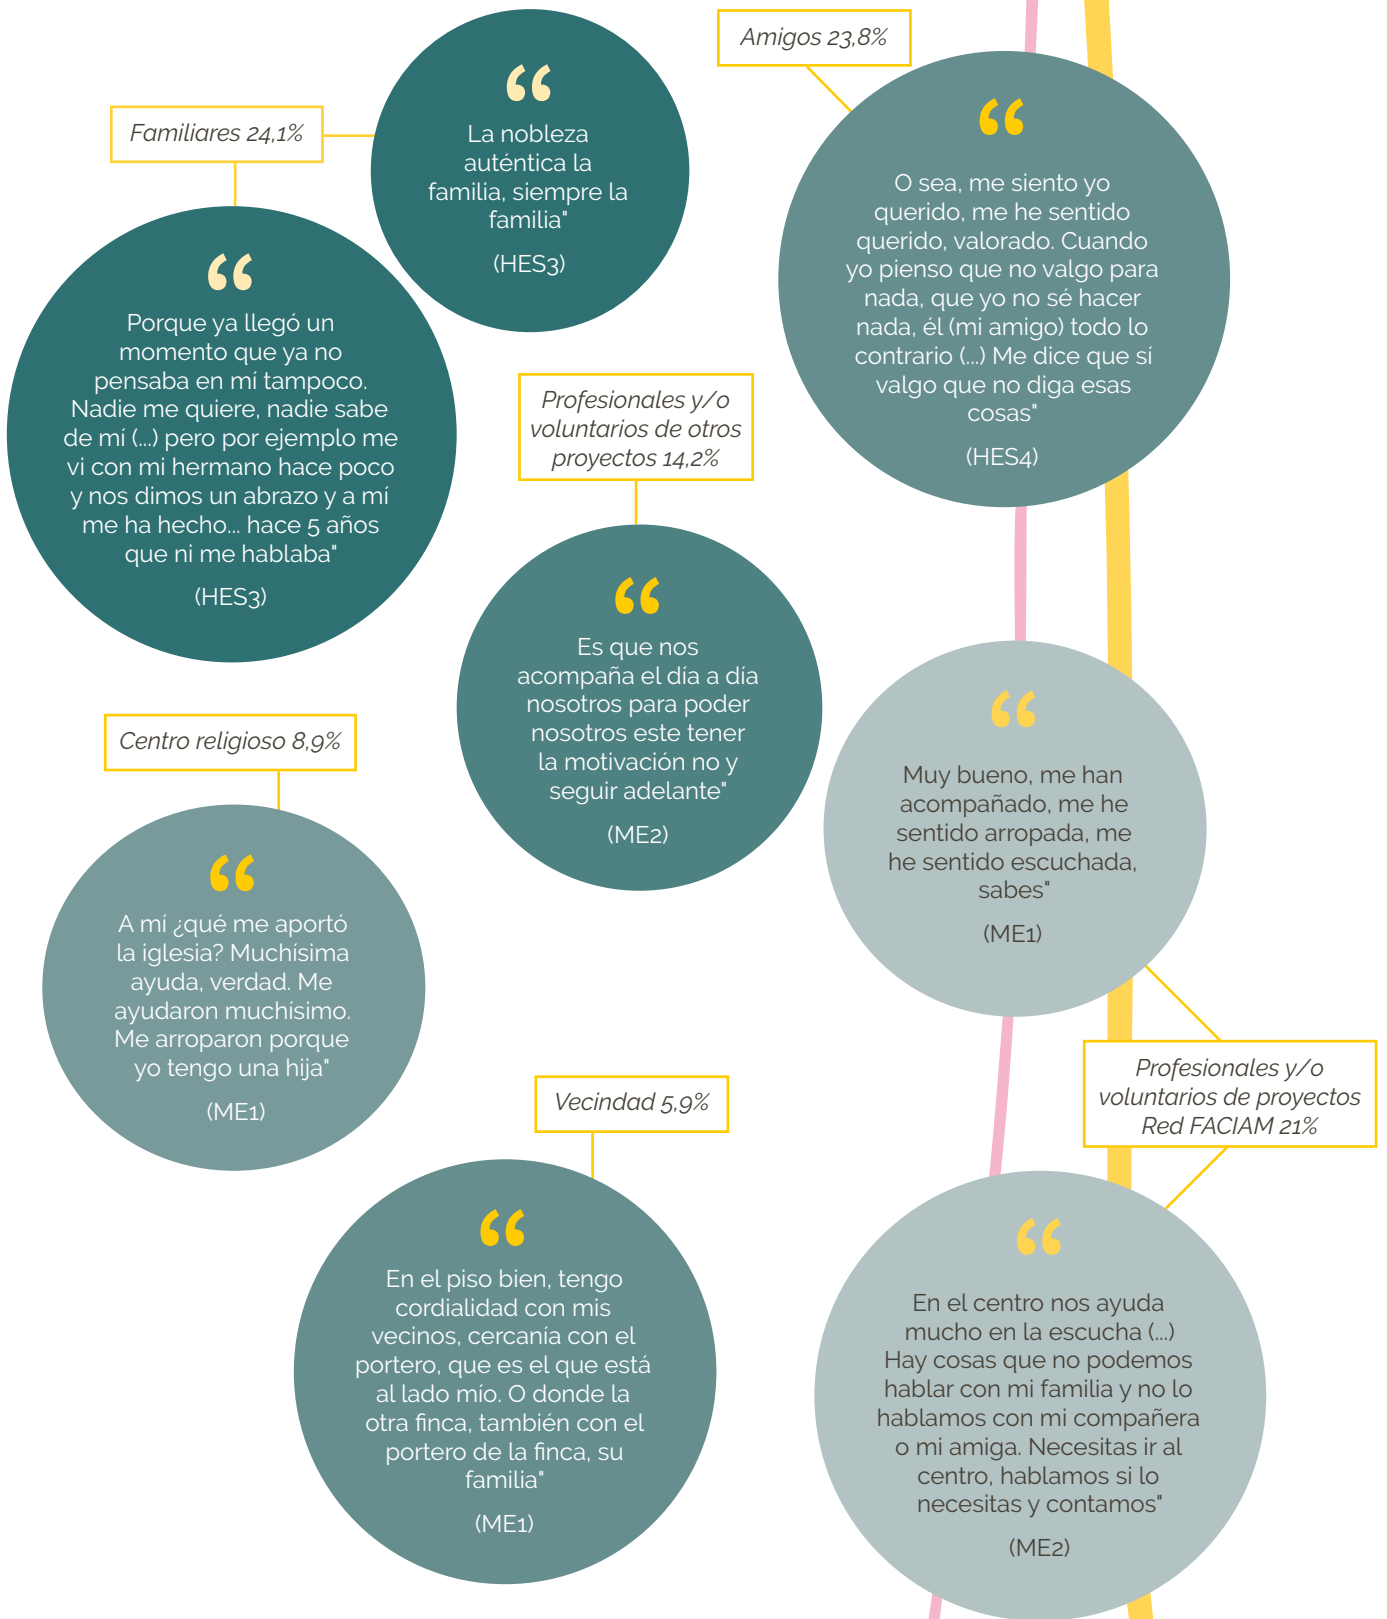 Familiares 24,1%
“
La nobleza
auténtica la
familia, siempre la
familia"
(HES3)
“
Porque ya llegó un
momento que ya no
pensaba en mí tampoco.
Nadie me quiere, nadie sabe
de mí (...) pero por ejemplo me
vi con mi hermano hace poco
y nos dimos un abrazo y a mí
me ha hecho... hace 5 años
que ni me hablaba"
(HES3)
Amigos 23,8%
“
O sea, me siento yo
querido, me he sentido
querido, valorado. Cuando
yo pienso que no valgo para
nada, que yo no sé hacer
nada, él (mi amigo) todo lo
contrario (...) Me dice que sí
valgo que no diga esas
cosas"
(HES4)
Profesionales y/o
voluntarios de otros
proyectos 14,2%
“
Es que nos
acompaña el día a día
nosotros para poder
nosotros este tener
la motivación no y
seguir adelante"
(ME2)
Centro religioso 8,9%
“
A mí ¿qué me aportó
la iglesia? Muchísima
ayuda, verdad. Me
ayudaron muchísimo.
Me arroparon porque
yo tengo una hija"
(ME1)
“
Muy bueno, me han
acompañado, me he
sentido arropada, me
he sentido escuchada,
sabes"
(ME1)
Profesionales y/o
voluntarios de proyectos
Red FACIAM 21%
Vecindad 5,9%
“
En el piso bien, tengo
cordialidad con mis
vecinos, cercanía con el
portero, que es el que está
al lado mío. O donde la
otra finca, también con el
portero de la finca, su
familia"
(ME1)
“
En el centro nos ayuda
mucho en la escucha (...)
Hay cosas que no podemos
hablar con mi familia y no lo
hablamos con mi compañera
o mi amiga. Necesitas ir al
centro, hablamos si lo
necesitas y contamos"
(ME2)